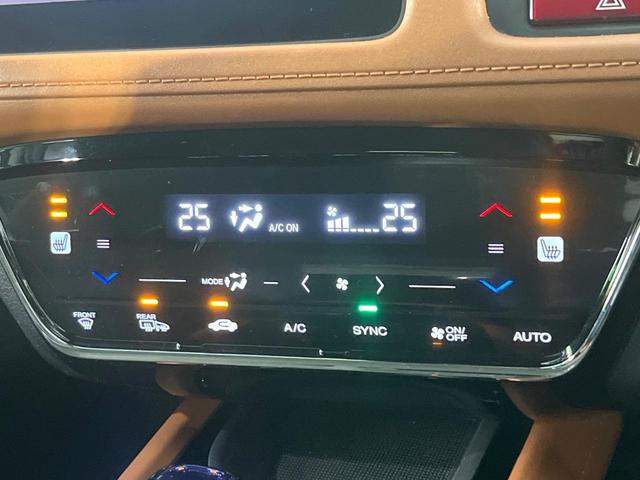 25 A/C ON 25
MODE
FRONT REAR A/C SYNC ON/OFF AUTO